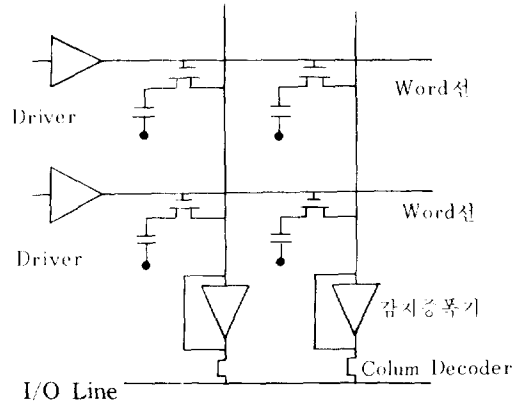 Word선
Driver
Word선
Driver
감지증폭기
Colum Decoder
I/O Line